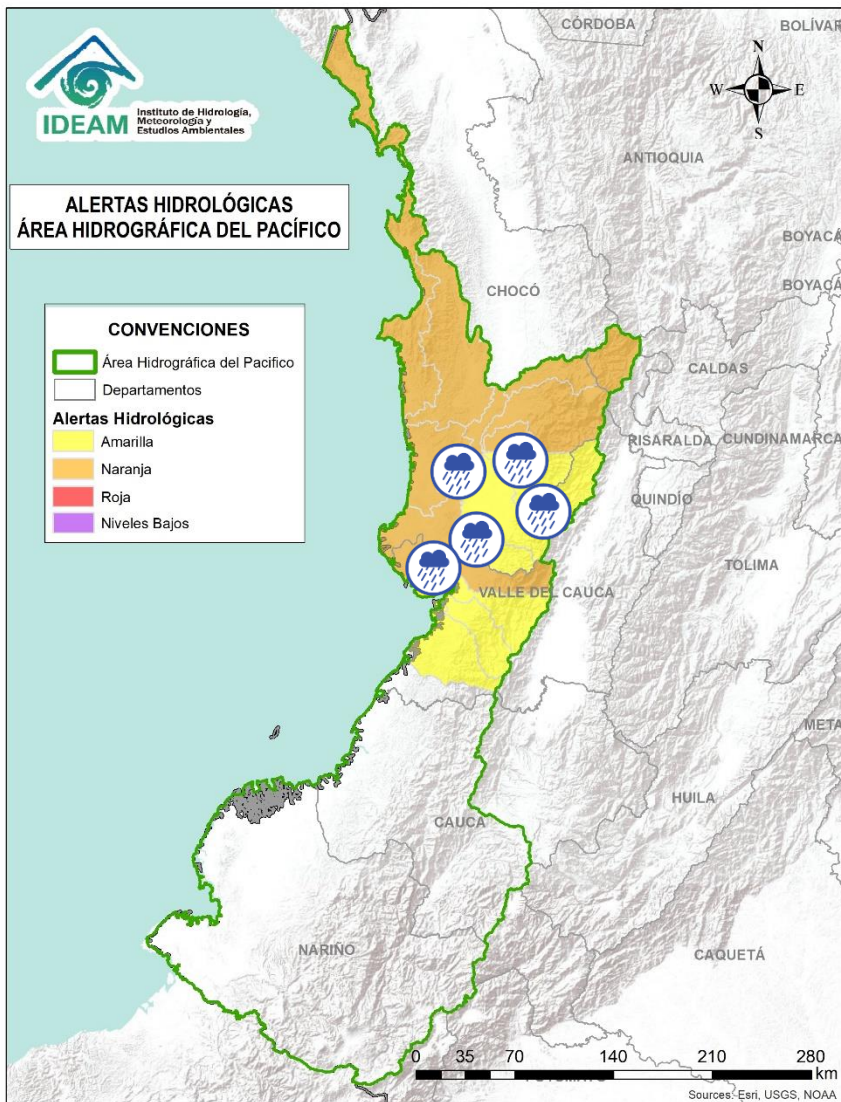 IDEAM
Instituto de Hidrología,
Meteorología y
Estudios Ambientales
ALERTAS HIDROLÓGICAS
ÁREA HIDROGRÁFICA DEL PACÍFICO
CONVENCIONES
Área Hidrográfica del Pacifico
Departamentos
Alertas Hidrológicas
Amarilla
Naranja
Roja
Niveles Bajos
N
W
E
S
CÓRDOBA
BOLÍVAR
ANTIOQUIA
BOYACÁ
BOYACÁ
CHOCÓ
CALDAS
RISARALDA
CUNDINAMARCA
QUINDÍO
TOLIMA
VALLE DEL CAUCA
META
HUILA
CAUCA
NARIÑO
CAQUETÁ
0 35 70 140 210 280
km
Sources: Esri, USGS, NOAA